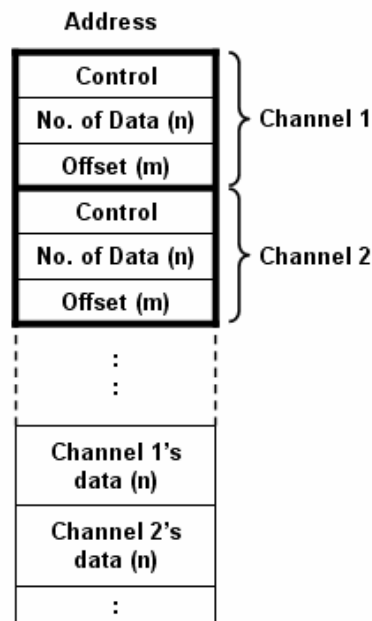 Address
Control
No. of Data (n)
Offset (m)
Channel 1
Control
No. of Data (n)
Offset (m)
Channel 2
:
:
Channel 1's
data (n)
Channel 2's
data (n)
: